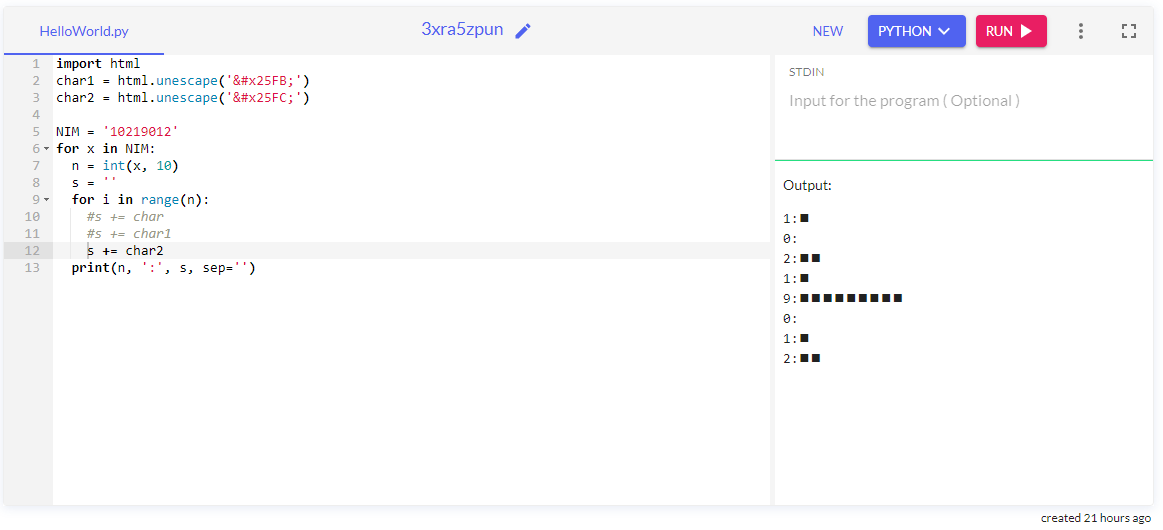 HelloWorld.py 3xra5zpun NEW PYTHON RUN
1 import html
2 char1 = html.unescape('&#x25FB;')
3 char2 = html.unescape('&#x25FC;')
4
5 NIM = '10219012'
6 for x in NIM:
7   n = int(x, 10)
8   s = ''
9   for i in range(n):
10     #s += char
11     #s += char1
12     s += char2
13   print(n, ':', s, sep='')
STDIN
Input for the program ( Optional )
Output:
1:◼
0:
2:◼◼
1:◼
9:◼◼◼◼◼◼◼◼◼
0:
1:◼
2:◼◼
created 21 hours ago